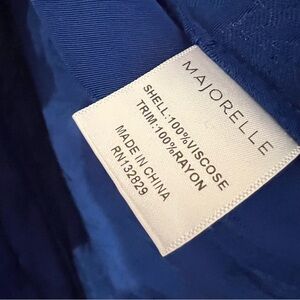 MAJORELLE
SHELL:100%VISCOSE
TRIM:100%RAYON
MADE IN CHINA
RN132829